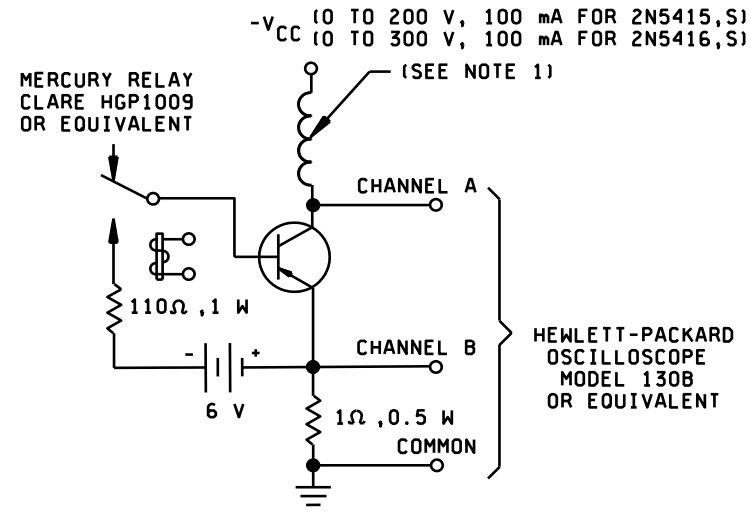 -VCC (0 TO 200 V, 100 mA FOR 2N5415,S)
(0 TO 300 V, 100 mA FOR 2N5416,S)
(SEE NOTE 1)
MERCURY RELAY
CLARE HGP1009
OR EQUIVALENT
CHANNEL A
110Ω ,1 W
- +
6 V
CHANNEL B
1Ω ,0.5 W
COMMON
HEWLETT-PACKARD
OSCILLOSCOPE
MODEL 130B
OR EQUIVALENT